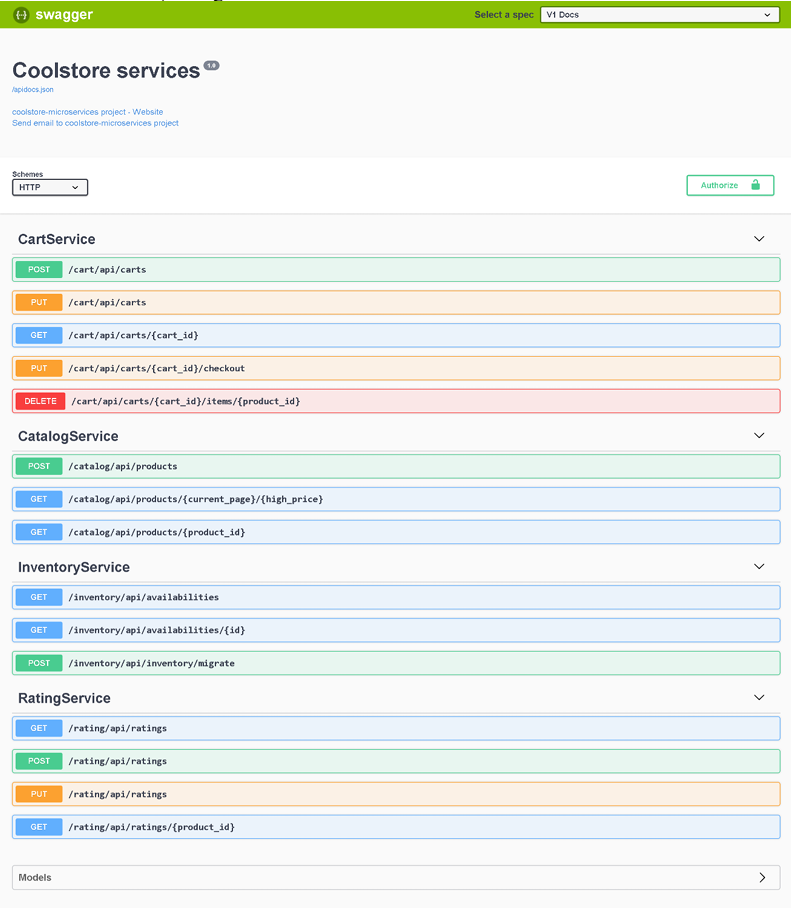 swagger
Select a spec V1 Docs
Coolstore services 1.0
/apidocs.json
coolstore-microservices project - Website
Send email to coolstore-microservices project
Schemes
HTTP
Authorize
CartService
POST /cart/api/carts
PUT /cart/api/carts
GET /cart/api/carts/{cart_id}
PUT /cart/api/carts/{cart_id}/checkout
DELETE /cart/api/carts/{cart_id}/items/{product_id}
CatalogService
POST /catalog/api/products
GET /catalog/api/products/{current_page}/{high_price}
GET /catalog/api/products/{product_id}
InventoryService
GET /inventory/api/availabilities
GET /inventory/api/availabilities/{id}
POST /inventory/api/inventory/migrate
RatingService
GET /rating/api/ratings
POST /rating/api/ratings
PUT /rating/api/ratings
GET /rating/api/ratings/{product_id}
Models